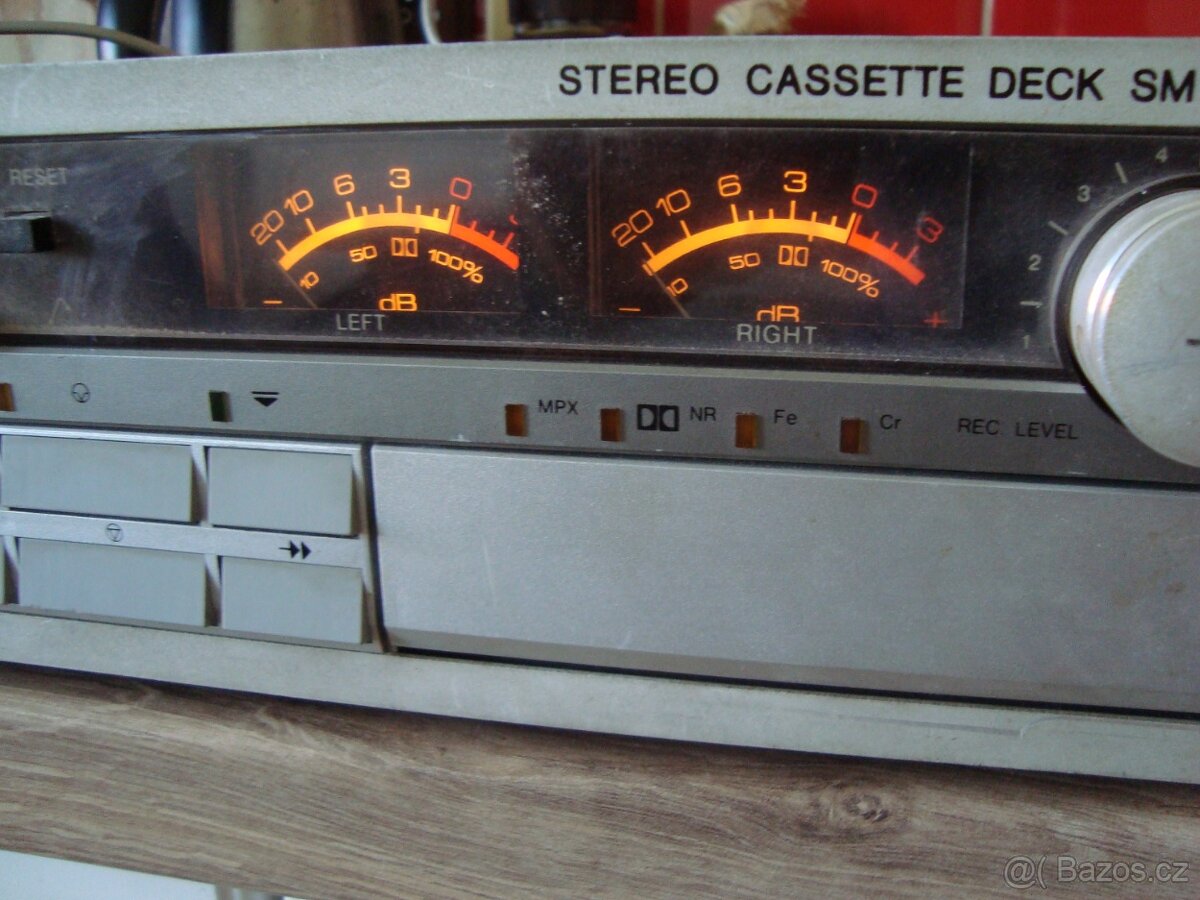 STEREO CASSETTE DECK SM
RESET
20 10 6 3 0
10 50 100%
- dB
LEFT
20 10 6 3 0 3
10 50 100%
- dB +
RIGHT
4
3
2
1
MPX
NR
Fe
Cr
REC. LEVEL
@( Bazos.cz